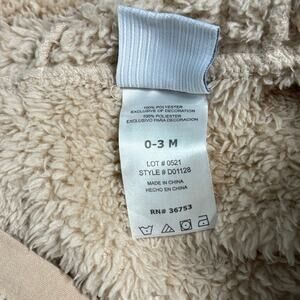 100% POLYESTER
EXCLUSIVE OF DECORATION
100% POLIESTER
EXCLUSIVO PARA DECORACION
0-3 M
LOT # 0521
STYLE # D01128
MADE IN CHINA
HECHO EN CHINA
RN# 36753